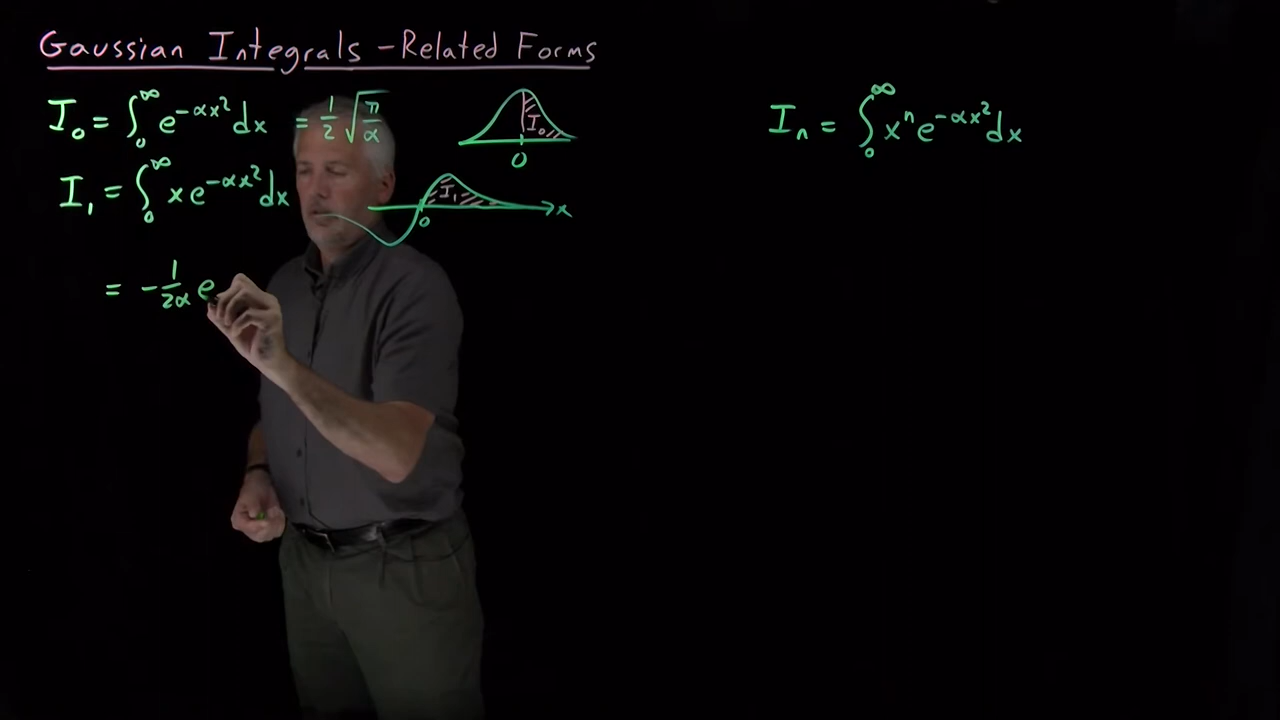 Gaussian Integrals - Related Forms
I₀ = ∫₀^∞ e^{-αx²} dx = 1/2 √(π/α)
I₀
0
Iₙ = ∫₀^∞ xⁿ e^{-αx²} dx
I₁ = ∫₀^∞ x e^{-αx²} dx
I₁
0
x
= -1/(2α) e